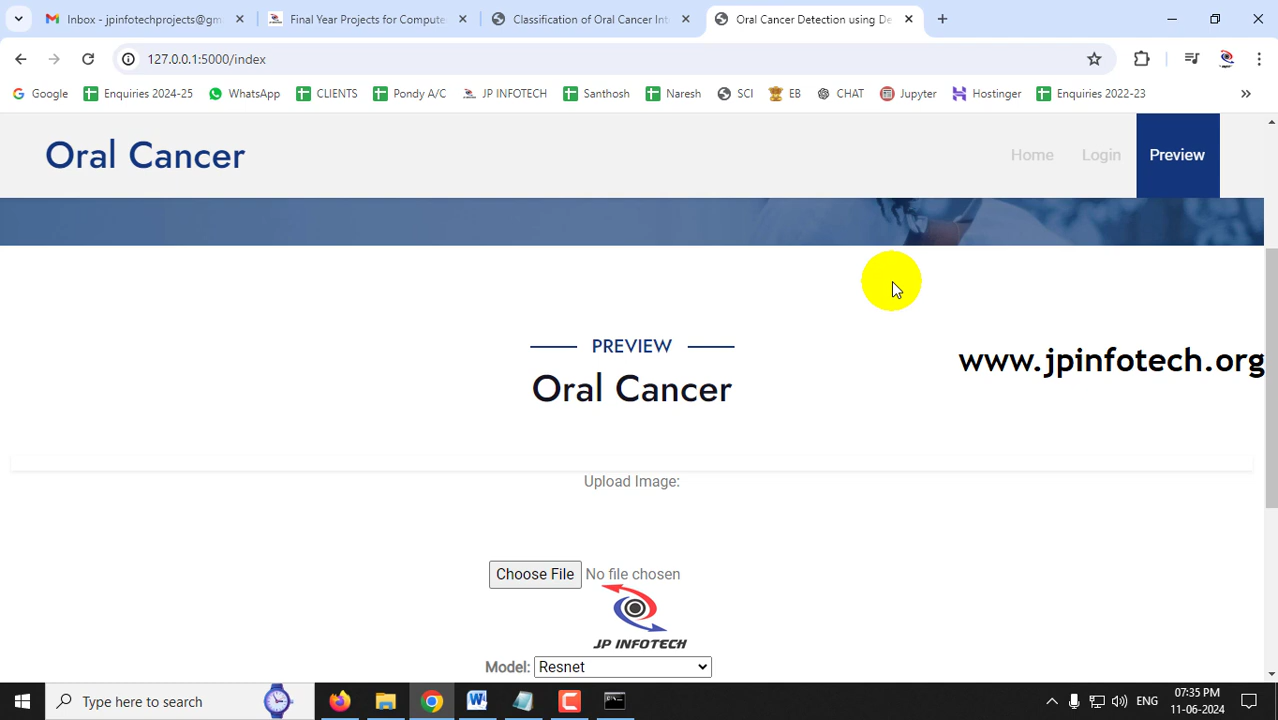 Inbox - jpinfotechprojects@gm
Final Year Projects for Compute
Classification of Oral Cancer Int
Oral Cancer Detection using De
127.0.0.1:5000/index
Google
Enquiries 2024-25
WhatsApp
CLIENTS
Pondy A/C
JP INFOTECH
Santhosh
Naresh
SCI
EB
CHAT
Jupyter
Hostinger
Enquiries 2022-23
Oral Cancer
Home
Login
Preview
www.jpinfotech.org
PREVIEW
Oral Cancer
Upload Image:
Choose File No file chosen
JP INFOTECH
Model: Resnet
Type here to search
ENG
07:35 PM
11-06-2024